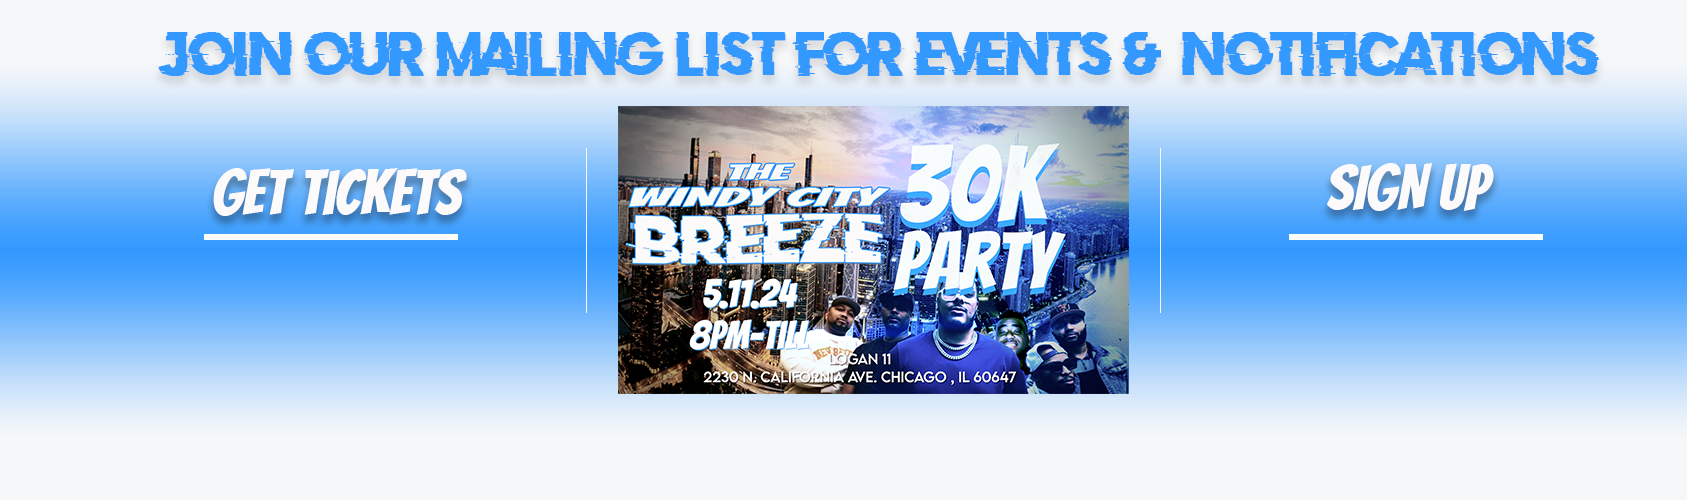 JOIN OUR MAILING LIST FOR EVENTS & NOTIFICATIONS
GET TICKETS
THE
WINDY CITY
BREEZE
5.11.24
8PM-TILL
30K
PARTY
LOGAN 11
2230 N. CALIFORNIA AVE. CHICAGO , IL 60647
SIGN UP